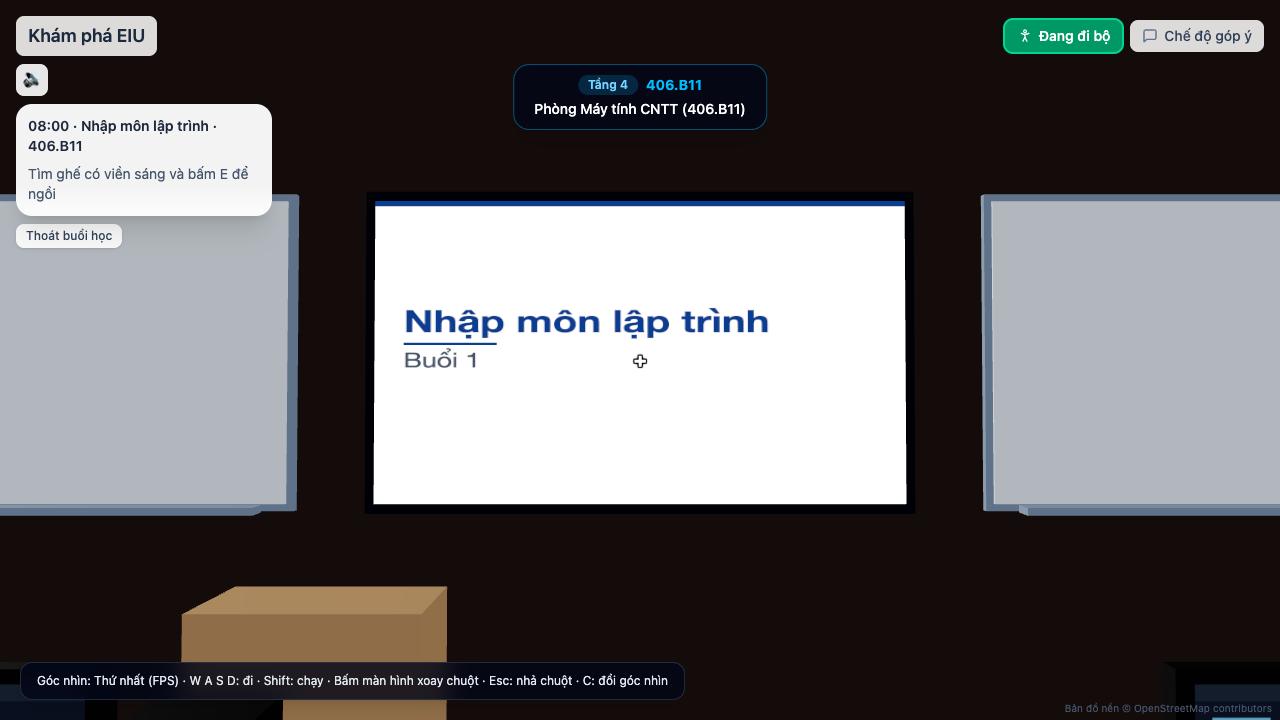 Khám phá EIU
Đang đi bộ
Chế độ góp ý
Tầng 4
406.B11
Phòng Máy tính CNTT (406.B11)
08:00 · Nhập môn lập trình ·
406.B11
Tìm ghế có viền sáng và bấm E để
ngồi
Thoát buổi học
Nhập môn lập trình
Buổi 1
Góc nhìn: Thứ nhất (FPS) · W A S D: đi · Shift: chạy · Bấm màn hình xoay chuột · Esc: nhả chuột · C: đổi góc nhìn
Bản đồ nền © OpenStreetMap contributors